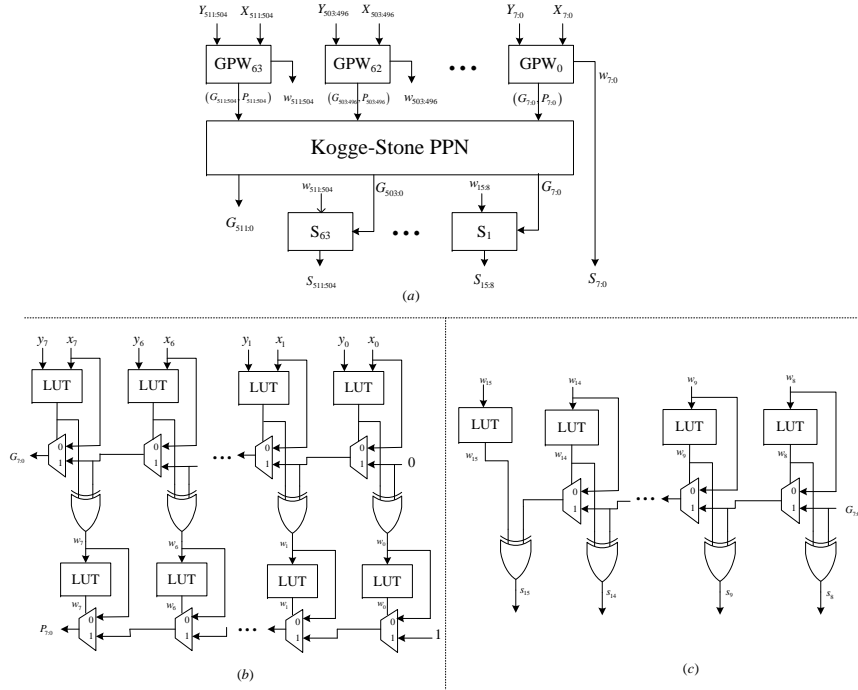 Y511:504 X511:504 Y503:496 X503:496 Y7:0 X7:0
GPW63 GPW62 ••• GPW0
w511:504 w503:496 w7:0
(G511:504, P511:504) (G503:496, P503:496) (G7:0, P7:0)
Kogge-Stone PPN
w511:504 G503:0 w15:8 G7:0
G511:0 S63 ••• S1
S511:504 S15:8 S7:0
(a)
y7 x7 y6 x6 y1 x1 y0 x0
LUT LUT LUT LUT
0 0 0 0
G7:0 1 1 ••• 1 1 0
w7 w6 w1 w0
LUT LUT LUT LUT
w7 w6 w1 w0
0 0 0 0
P7:0 1 1 ••• 1 1 1
(b)
w15 w14 w9 w8
LUT LUT LUT LUT
w15 w14 w9 w8
0 0 0
1 ••• 1 1
s15 s14 s9 s8
(c)